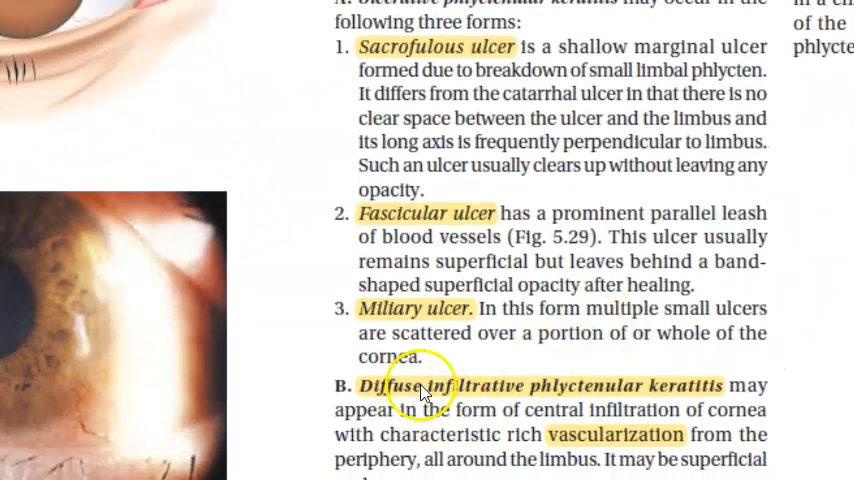 A. Ulcerative phlyctenular keratitis may occur in the
following three forms:
1. Sacrofulous ulcer is a shallow marginal ulcer
formed due to breakdown of small limbal phlycten.
It differs from the catarrhal ulcer in that there is no
clear space between the ulcer and the limbus and
its long axis is frequently perpendicular to limbus.
Such an ulcer usually clears up without leaving any
opacity.
2. Fascicular ulcer has a prominent parallel leash
of blood vessels (Fig. 5.29). This ulcer usually
remains superficial but leaves behind a band-
shaped superficial opacity after healing.
3. Miliary ulcer. In this form multiple small ulcers
are scattered over a portion of or whole of the
cornea.
B. Diffuse infiltrative phlyctenular keratitis may
appear in the form of central infiltration of cornea
with characteristic rich vascularization from the
periphery, all around the limbus. It may be superficial
of the